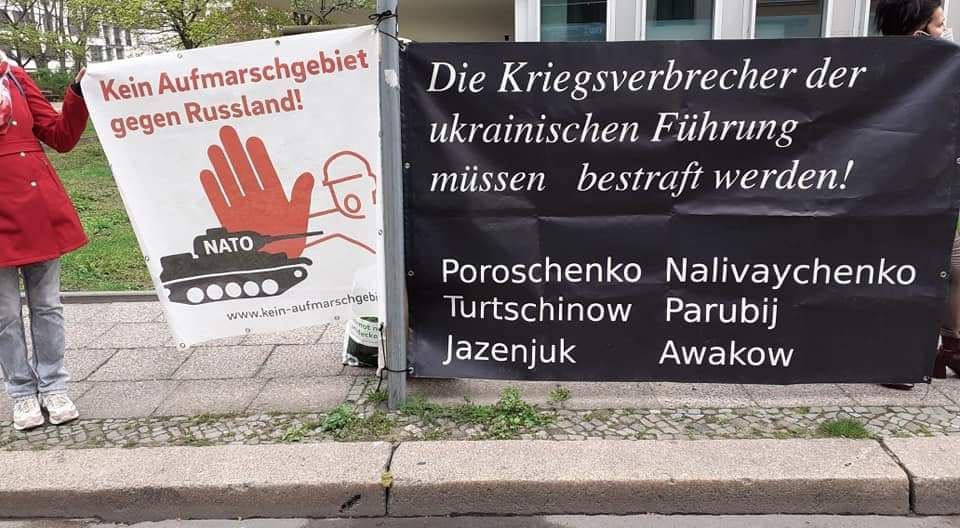 Kein Aufmarschgebiet
gegen Russland!
NATO
www.kein-aufmarschgebi
Die Kriegsverbrecher der
ukrainischen Führung
müssen bestraft werden!
Poroschenko Nalivaychenko
Turtschinow Parubij
Jazenjuk Awakow